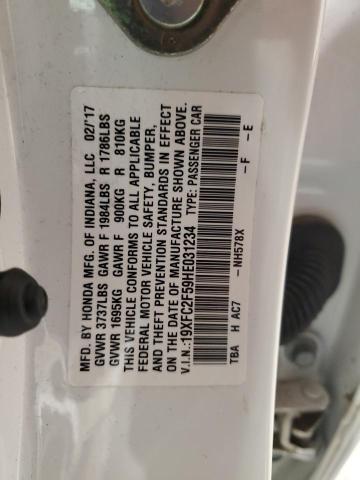 MFD. BY HONDA MFG. OF INDIANA, LLC 02/'17
GVWR 3737LBS GAWR F 1984LBS R 1786LBS
GVWR 1695KG GAWR F 900KG R 810KG
THIS VEHICLE CONFORMS TO ALL APPLICABLE
FEDERAL MOTOR VEHICLE SAFETY, BUMPER,
AND THEFT PREVENTION STANDARDS IN EFFECT
ON THE DATE OF MANUFACTURE SHOWN ABOVE.
V.I.N.:19XFC2F59HE031234 TYPE: PASSENGER CAR
TBA H AC7 -NH578X -F -E